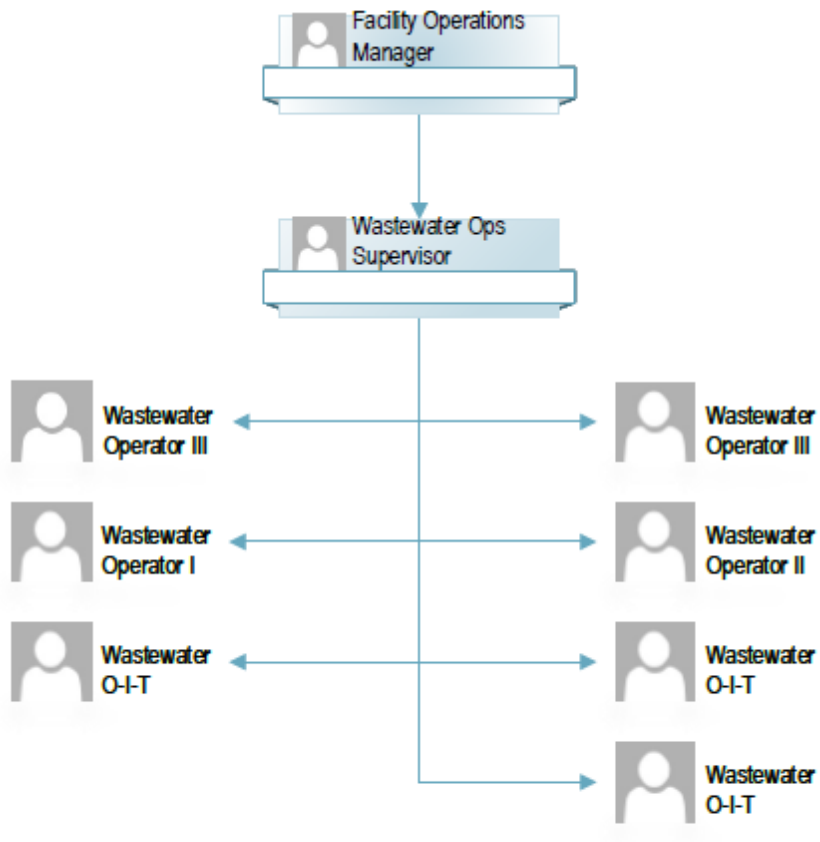 Facility Operations
Manager
Wastewater Ops
Supervisor
Wastewater
Operator III
Wastewater
Operator III
Wastewater
Operator I
Wastewater
Operator II
Wastewater
O-I-T
Wastewater
O-I-T
Wastewater
O-I-T